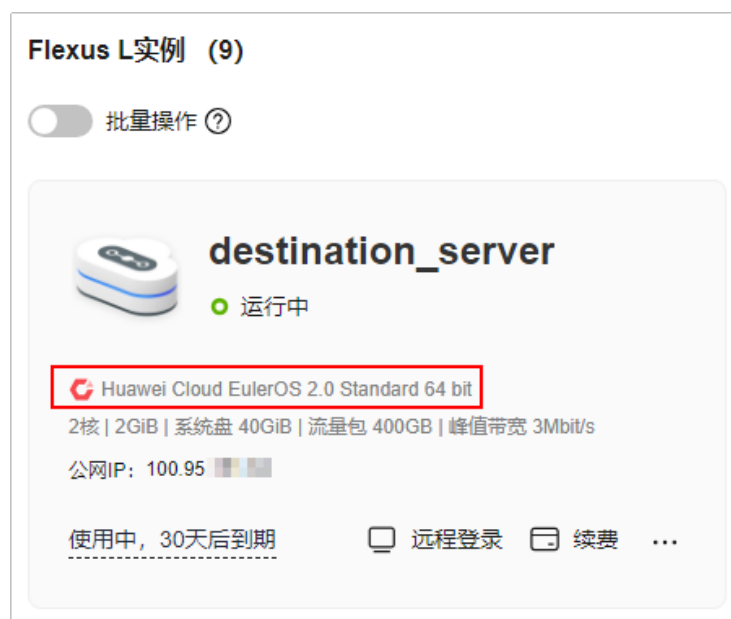 Flexus L实例 (9)
批量操作
destination_server
运行中
Huawei Cloud EulerOS 2.0 Standard 64 bit
2核 | 2GiB | 系统盘 40GiB | 流量包 400GB | 峰值带宽 3Mbit/s
公网IP：100.95
使用中，30天后到期 远程登录 续费 ...